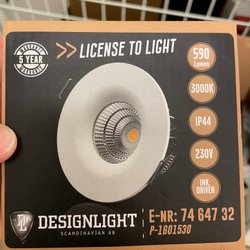 5 YEAR
>> LICENSE TO LIGHT
590
Lumen
3000K
IP44
230V
INK.
DRIVER
DL
DESIGNLIGHT
SCANDINAVIAN AB
E-NR: 74 647 32
P-1601530